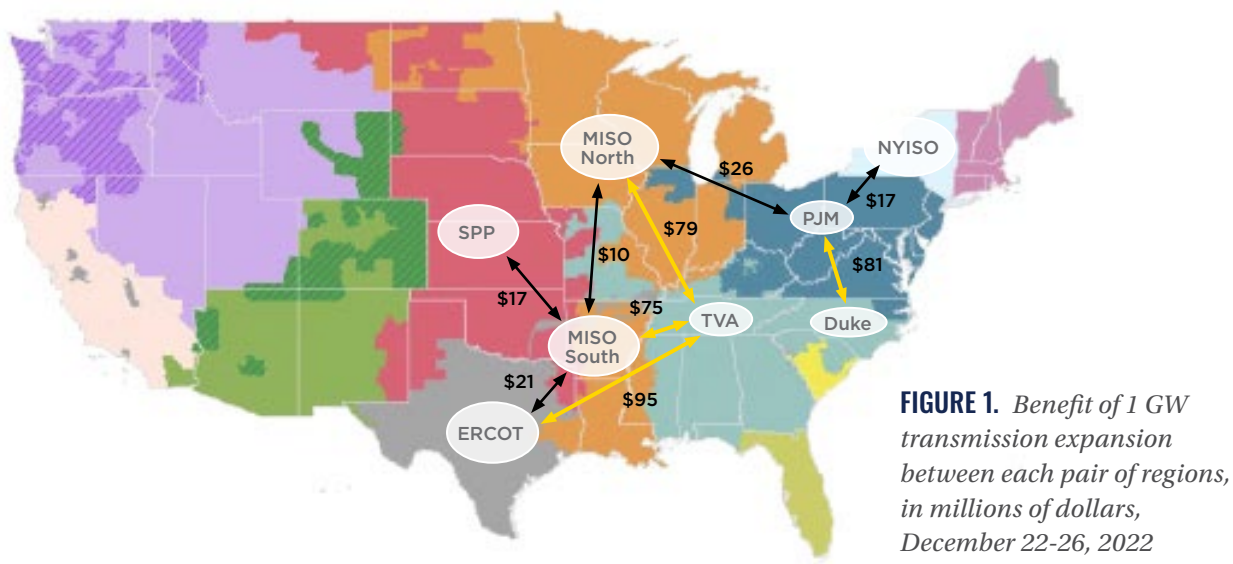 MISO
North
NYISO
$26
$17
PJM
SPP
$79
$10
$81
$17
$75
TVA
Duke
MISO
South
$21
$95
ERCOT
FIGURE 1. Benefit of 1 GW
transmission expansion
between each pair of regions,
in millions of dollars,
December 22-26, 2022